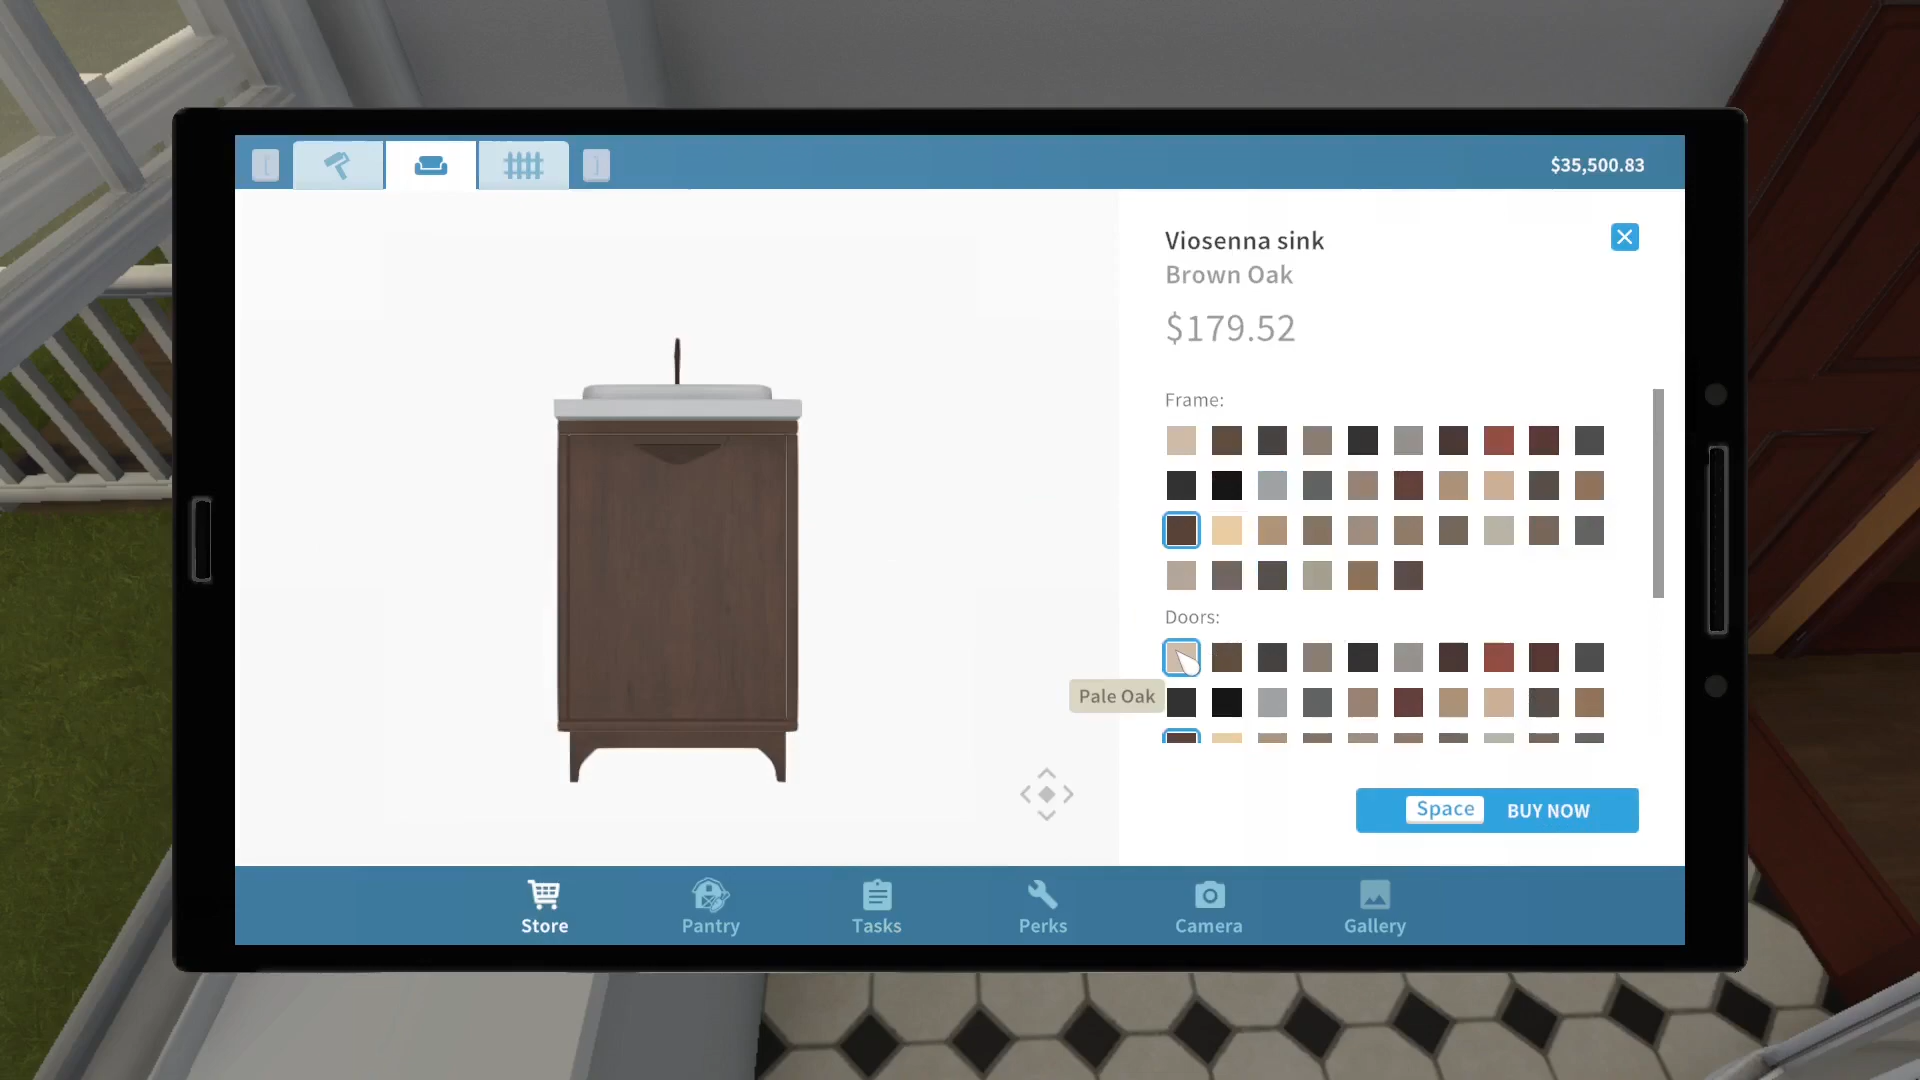 $35,500.83
Viosenna sink
Brown Oak
$179.52
Frame:
Doors:
Pale Oak
Space BUY NOW
Store Pantry Tasks Perks Camera Gallery